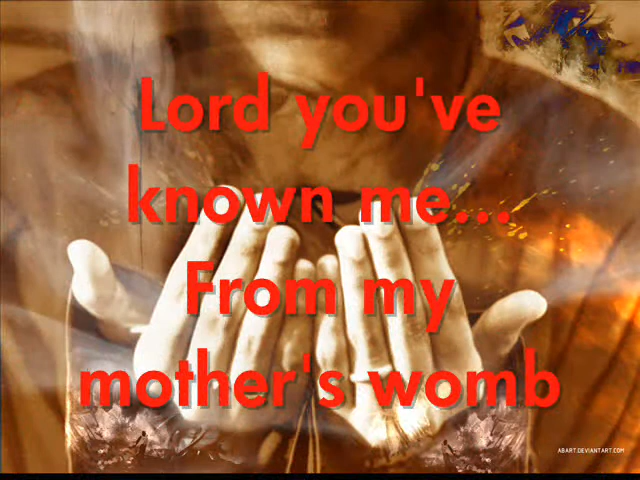 Lord you've
known me...
From my
mother's womb
ABART.DEVIANTART.COM